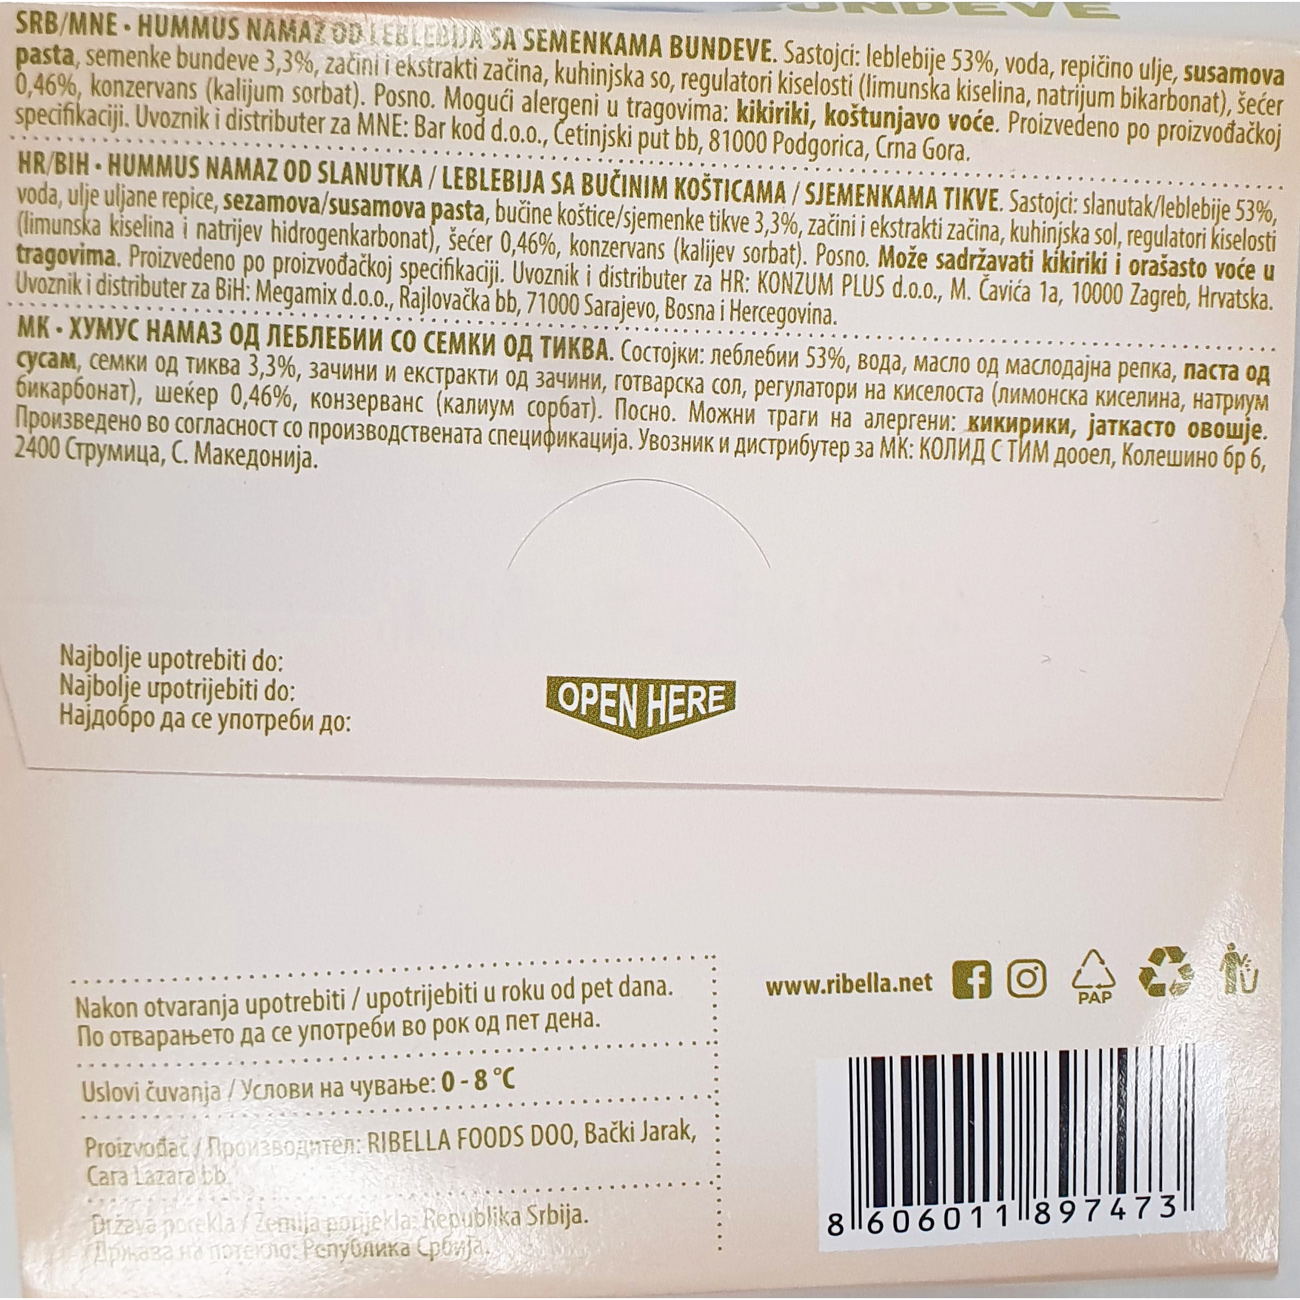 UNDEVE
SRB/MNE • HUMMUS NAMAZ OD LEBLEBIJA SA SEMENKAMA BUNDEVE. Sastojci: leblebije 53%, voda, repičino ulje, susamova
pasta, semenke bundeve 3,3%, začini i ekstrakti začina, kuhinjska so, regulatori kiselosti (limunska kiselina, natrijum bikarbonat), šećer
0,46%, konzervans (kalijum sorbat). Posno. Mogući alergeni u tragovima: kikiriki, koštunjavo voće. Proizvedeno po proizvođačkoj
specifikaciji. Uvoznik i distributer za MNE: Bar kod d.o.o., Cetinjski put bb, 81000 Podgorica, Crna Gora.
HR/BIH • HUMMUS NAMAZ OD SLANUTKA / LEBLEBIJA SA BUČINIM KOŠTICAMA / SJEMENKAMA TIKVE. Sastojci: slanutak/leblebije 53%,
voda, ulje uljane repice, sezamova/susamova pasta, bučine koštice/sjemenke tikve 3,3%, začini i ekstrakti začina, kuhinjska sol, regulatori kiselosti
(limunska kiselina i natrijev hidrogenkarbonat), šećer 0,46%, konzervans (kalijev sorbat). Posno. Može sadržavati kikiriki i orašasto voće u
tragovima. Proizvedeno po proizvođačkoj specifikaciji. Uvoznik i distributer za HR: KONZUM PLUS d.o.o., M. Čavića 1a, 10000 Zagreb, Hrvatska.
Uvoznik i distributer za BiH: Megamix d.o.o., Rajlovačka bb, 71000 Sarajevo, Bosna i Hercegovina.
МК • ХУМУС НАМАЗ ОД ЛЕБЛЕБИИ СО СЕМКИ ОД ТИКВА. Состојки: леблебии 53%, вода, масло од маслодајна репка, паста од
сусам, семки од тиква 3,3%, зачини и екстракти од зачини, готварска сол, регулатори на киселоста (лимонска киселина, натриум
бикарбонат), шеќер 0,46%, конзерванс (калиум сорбат). Посно. Можни траги на алергени: кикирики, јаткасто овошје.
Произведено во согласност со производствената спецификација. Увозник и дистрибутер за МК: КОЛИД С ТИМ дооел, Колешино бр 6,
2400 Струмица, С. Македонија.
Najbolje upotrebiti do:
Najbolje upotrijebiti do:
Најдобро да се употреби до:
OPEN HERE
Nakon otvaranja upotrebiti / upotrijebiti u roku od pet dana.
По отварањето да се употреби во рок од пет дена.
Uslovi čuvanja / Услови на чување: 0 - 8 °C
Proizvođač / Производител: RIBELLA FOODS DOO, Bački Jarak,
Cara Lazara bb.
Država porekla / Zemlja porijekla: Republika Srbija.
/ Држава на потекло: Република Србија.
www.ribella.net
PAP
8 606011 897473